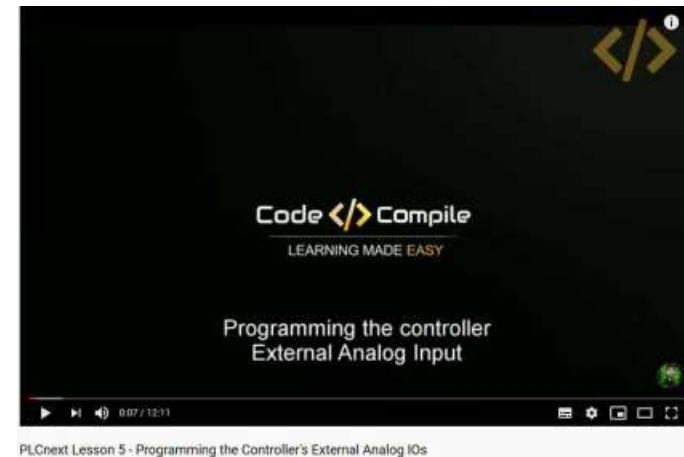 </>
Code </> Compile
LEARNING MADE EASY
Programming the controller
External Analog Input
0:07 / 12:11
PLCnext Lesson 5 - Programming the Controller's External Analog IOs